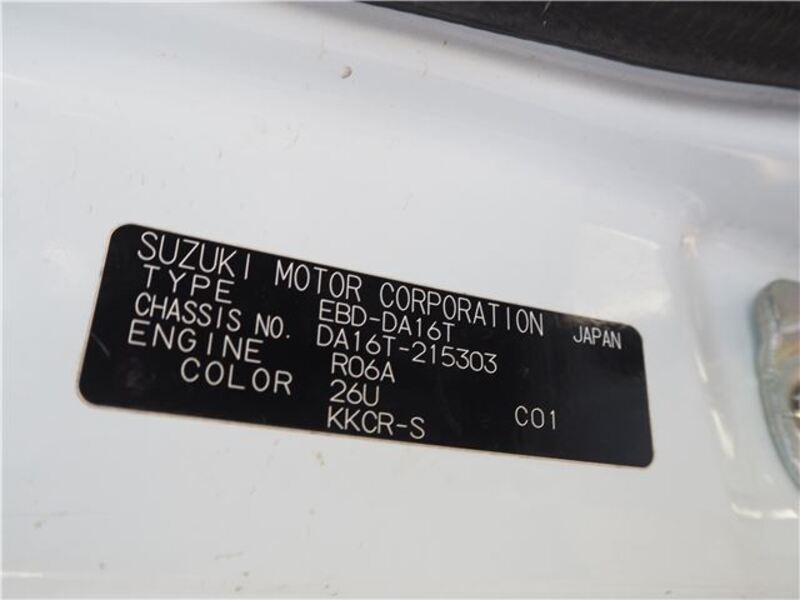 SUZUKI MOTOR CORPORATION JAPAN
TYPE EBD-DA16T
CHASSIS NO. DA16T-215303
ENGINE R06A
COLOR 26U
KKCR-S C01